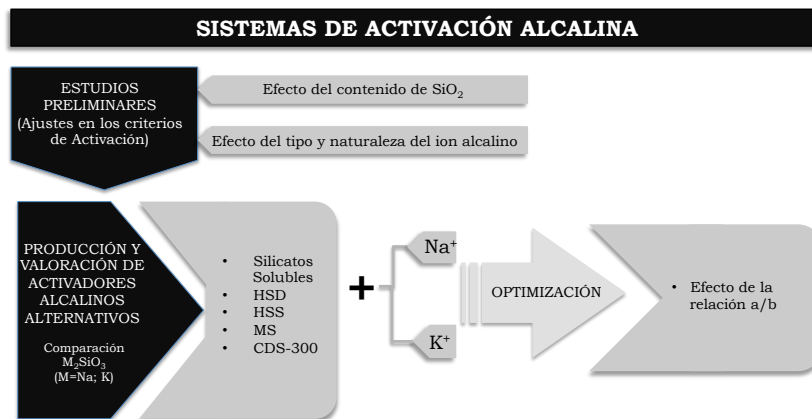 SISTEMAS DE ACTIVACIÓN ALCALINA
ESTUDIOS
PRELIMINARES
(Ajustes en los criterios
de Activación)
Efecto del contenido de SiO₂
Efecto del tipo y naturaleza del ion alcalino
PRODUCCIÓN Y
VALORACIÓN DE
ACTIVADORES
ALCALINOS
ALTERNATIVOS
Comparación
M₂SiO₃
(M=Na; K)
• Silicatos
Solubles
• HSD
• HSS
• MS
• CDS-300
+
Na⁺
K⁺
OPTIMIZACIÓN
• Efecto de la
relación a/b